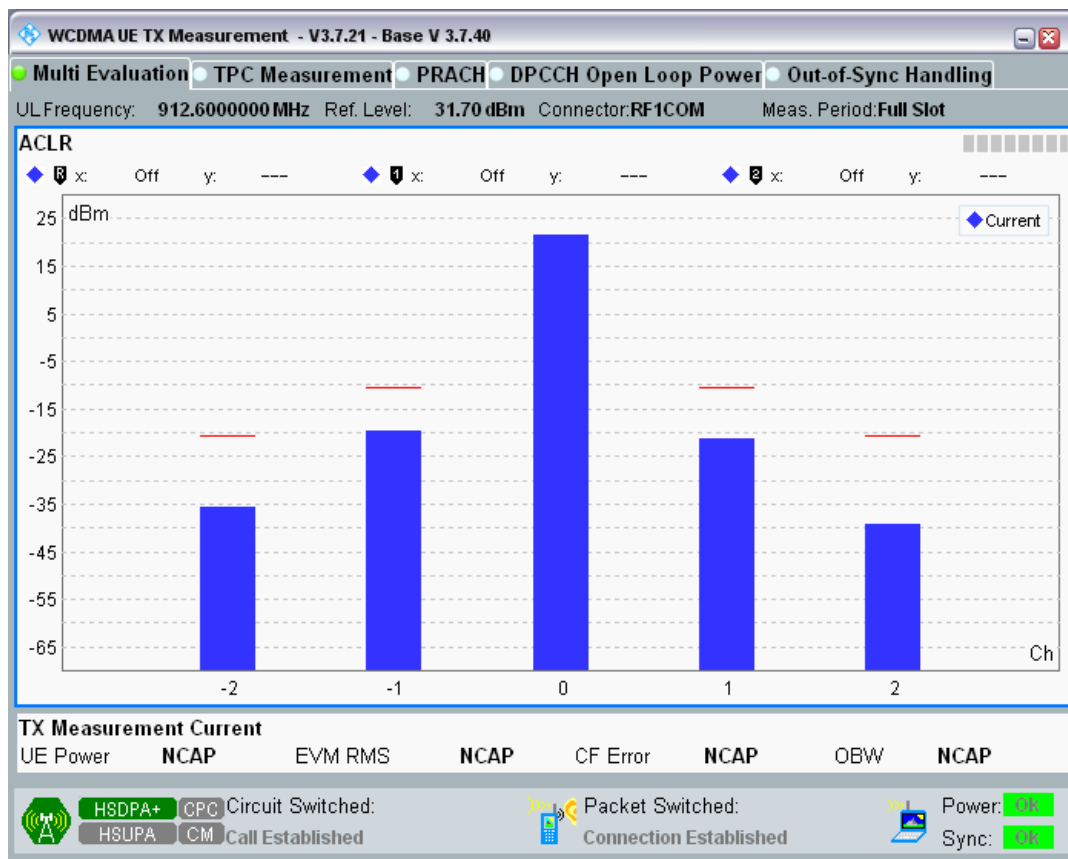 WCDMA UE TX Measurement - V3.7.21 - Base V 3.7.40
Multi Evaluation TPC Measurement PRACH DPCCH Open Loop Power Out-of-Sync Handling
UL Frequency: 912.6000000 MHz Ref. Level: 31.70 dBm Connector:RF1COM Meas. Period:Full Slot
ACLR
R x: Off y: --- 1 x: Off y: --- 2 x: Off y: ---
dBm
Current
25
15
5
-5
-15
-25
-35
-45
-55
-65
Ch
-2 -1 0 1 2
TX Measurement Current
UE Power NCAP EVM RMS NCAP CF Error NCAP OBW NCAP
HSDPA+ CPC Circuit Switched: Packet Switched: Power: OK
HSUPA CM Call Established Connection Established Sync: OK